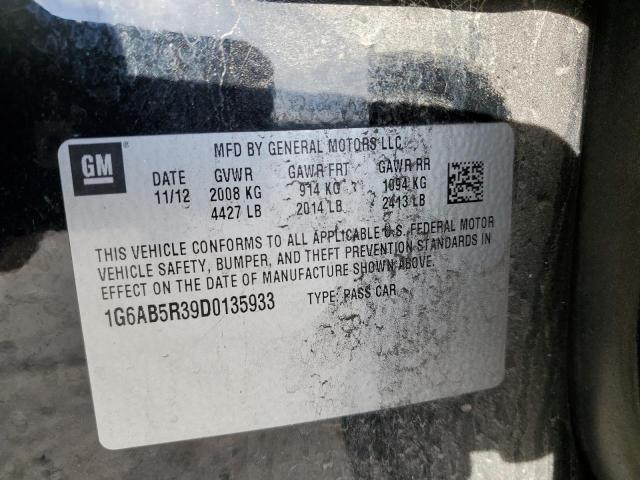 GM
MFD BY GENERAL MOTORS LLC
DATE GVWR GAWR FRT GAWR RR
11/12 2008 KG 914 KG 1094 KG
4427 LB 2014 LB 2413 LB
THIS VEHICLE CONFORMS TO ALL APPLICABLE U.S. FEDERAL MOTOR
VEHICLE SAFETY, BUMPER, AND THEFT PREVENTION STANDARDS IN
EFFECT ON THE DATE OF MANUFACTURE SHOWN ABOVE.
1G6AB5R39D0135933 TYPE: PASS CAR